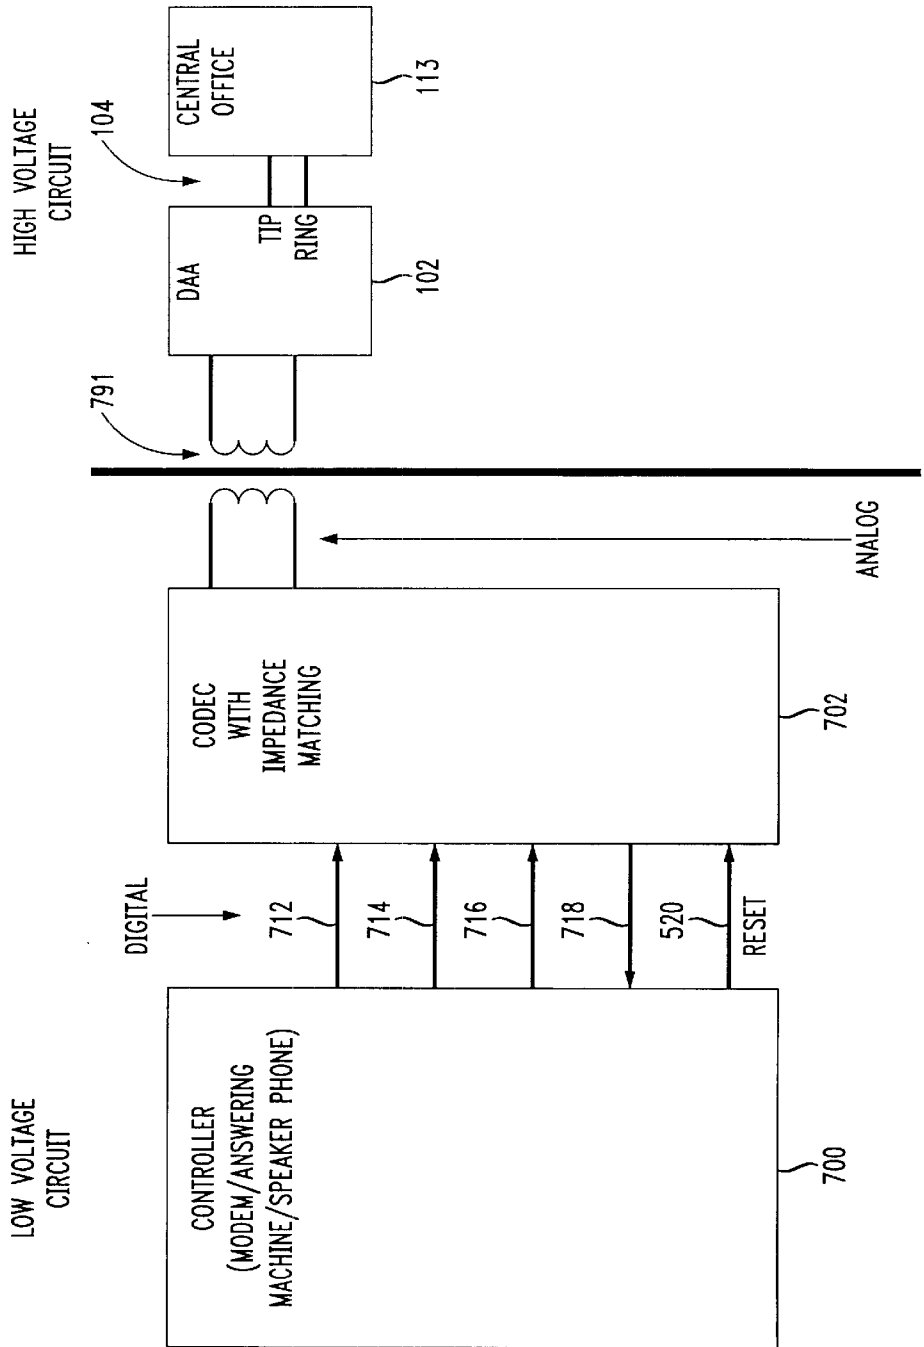 LOW VOLTAGE
CIRCUIT
HIGH VOLTAGE
CIRCUIT
CONTROLLER
(MODEM/ANSWERING
MACHINE/SPEAKER PHONE)
700
DIGITAL
712
714
716
718
520
RESET
CODEC
WITH
IMPEDANCE
MATCHING
702
ANALOG
791
DAA
TIP
RING
102
104
CENTRAL
OFFICE
113